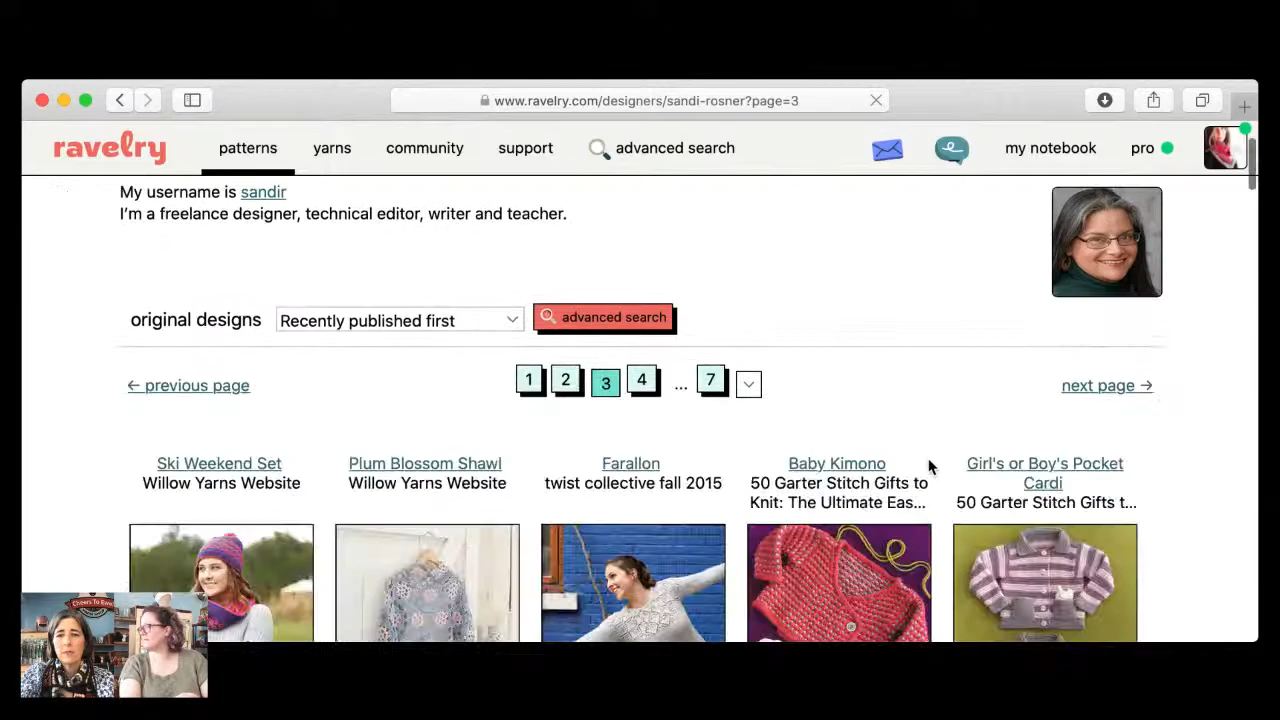 www.ravelry.com/designers/sandi-rosner?page=3
ravelry patterns yarns community support advanced search my notebook pro
My username is sandir
I'm a freelance designer, technical editor, writer and teacher.
original designs Recently published first advanced search
← previous page 1 2 3 4 ... 7 next page →
Ski Weekend Set
Willow Yarns Website
Plum Blossom Shawl
Willow Yarns Website
Farallon
twist collective fall 2015
Baby Kimono
50 Garter Stitch Gifts to
Knit: The Ultimate Eas...
Girl's or Boy's Pocket
Cardi
50 Garter Stitch Gifts t...
Cheers To Ewe